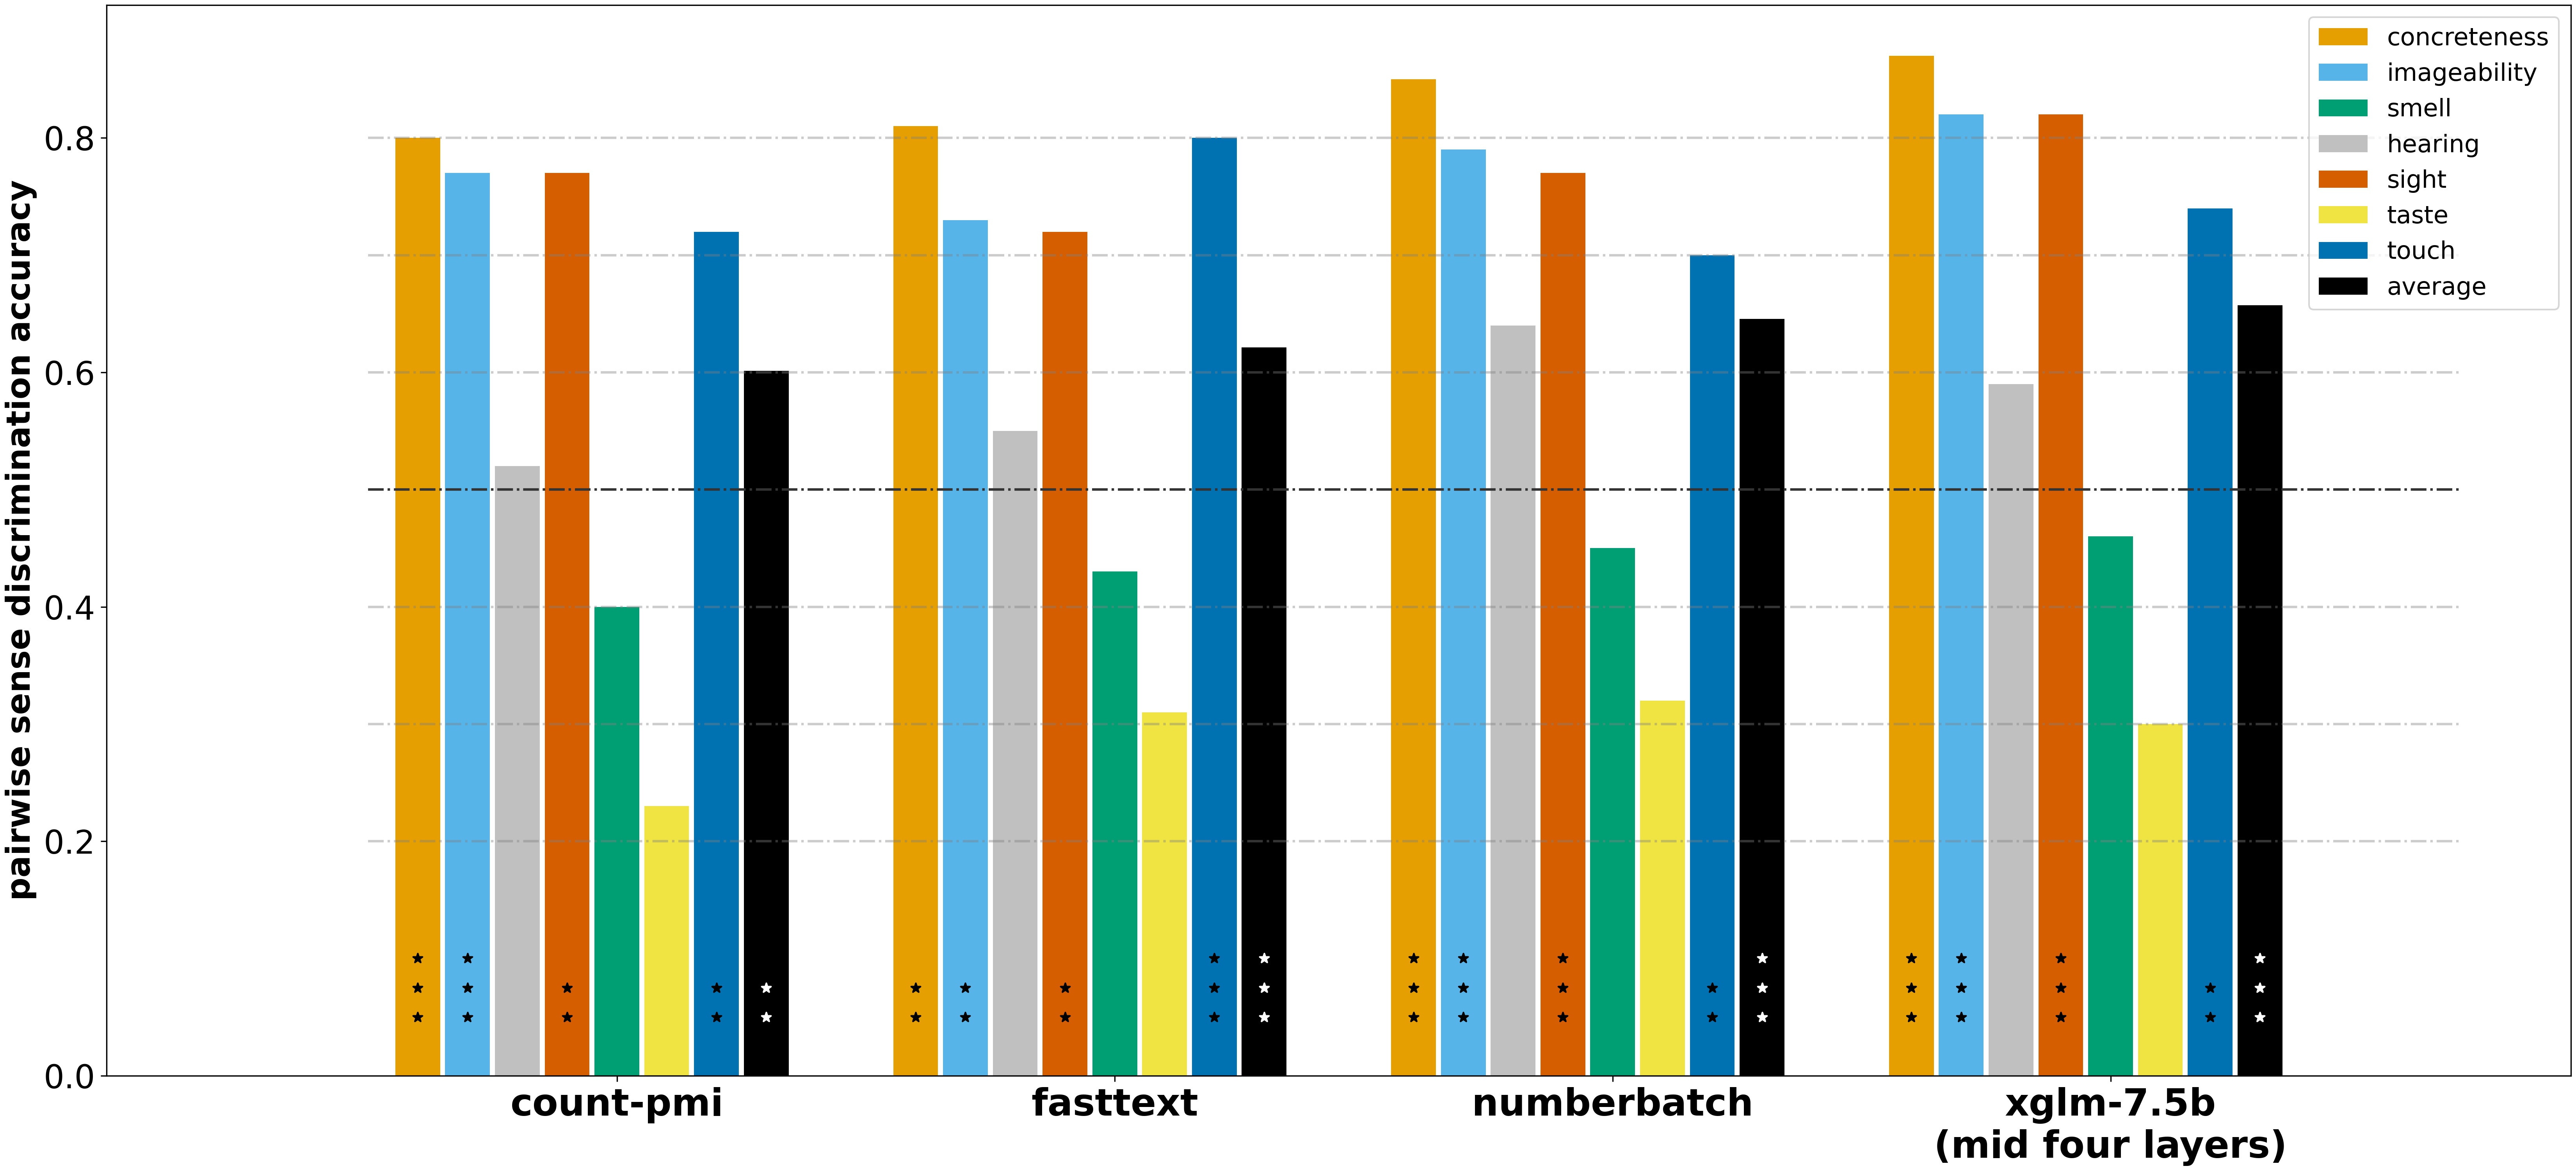 pairwise sense discrimination accuracy
0.8
0.6
0.4
0.2
0.0
concreteness
imageability
smell
hearing
sight
taste
touch
average
count-pmi
fasttext
numberbatch
xglm-7.5b
(mid four layers)